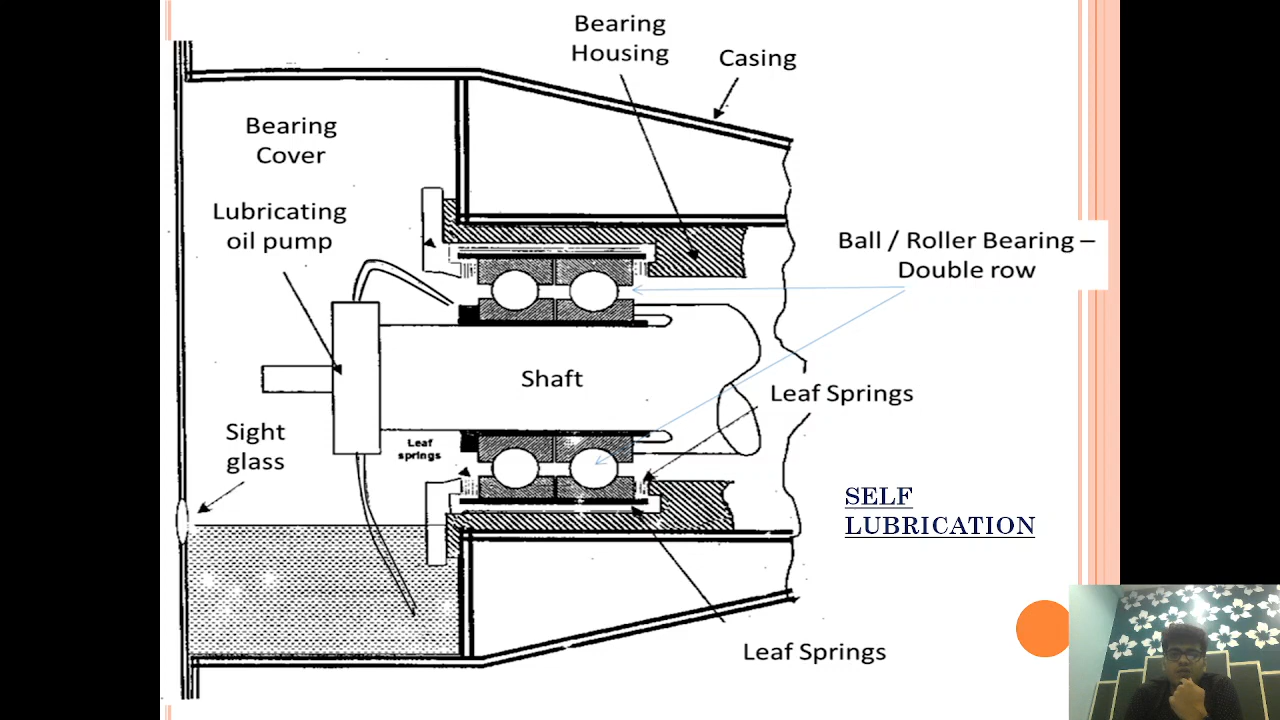 Bearing
Housing
Casing
Bearing
Cover
Lubricating
oil pump
Ball / Roller Bearing –
Double row
Shaft
Leaf Springs
Sight
glass
Leaf
springs
SELF
LUBRICATION
Leaf Springs